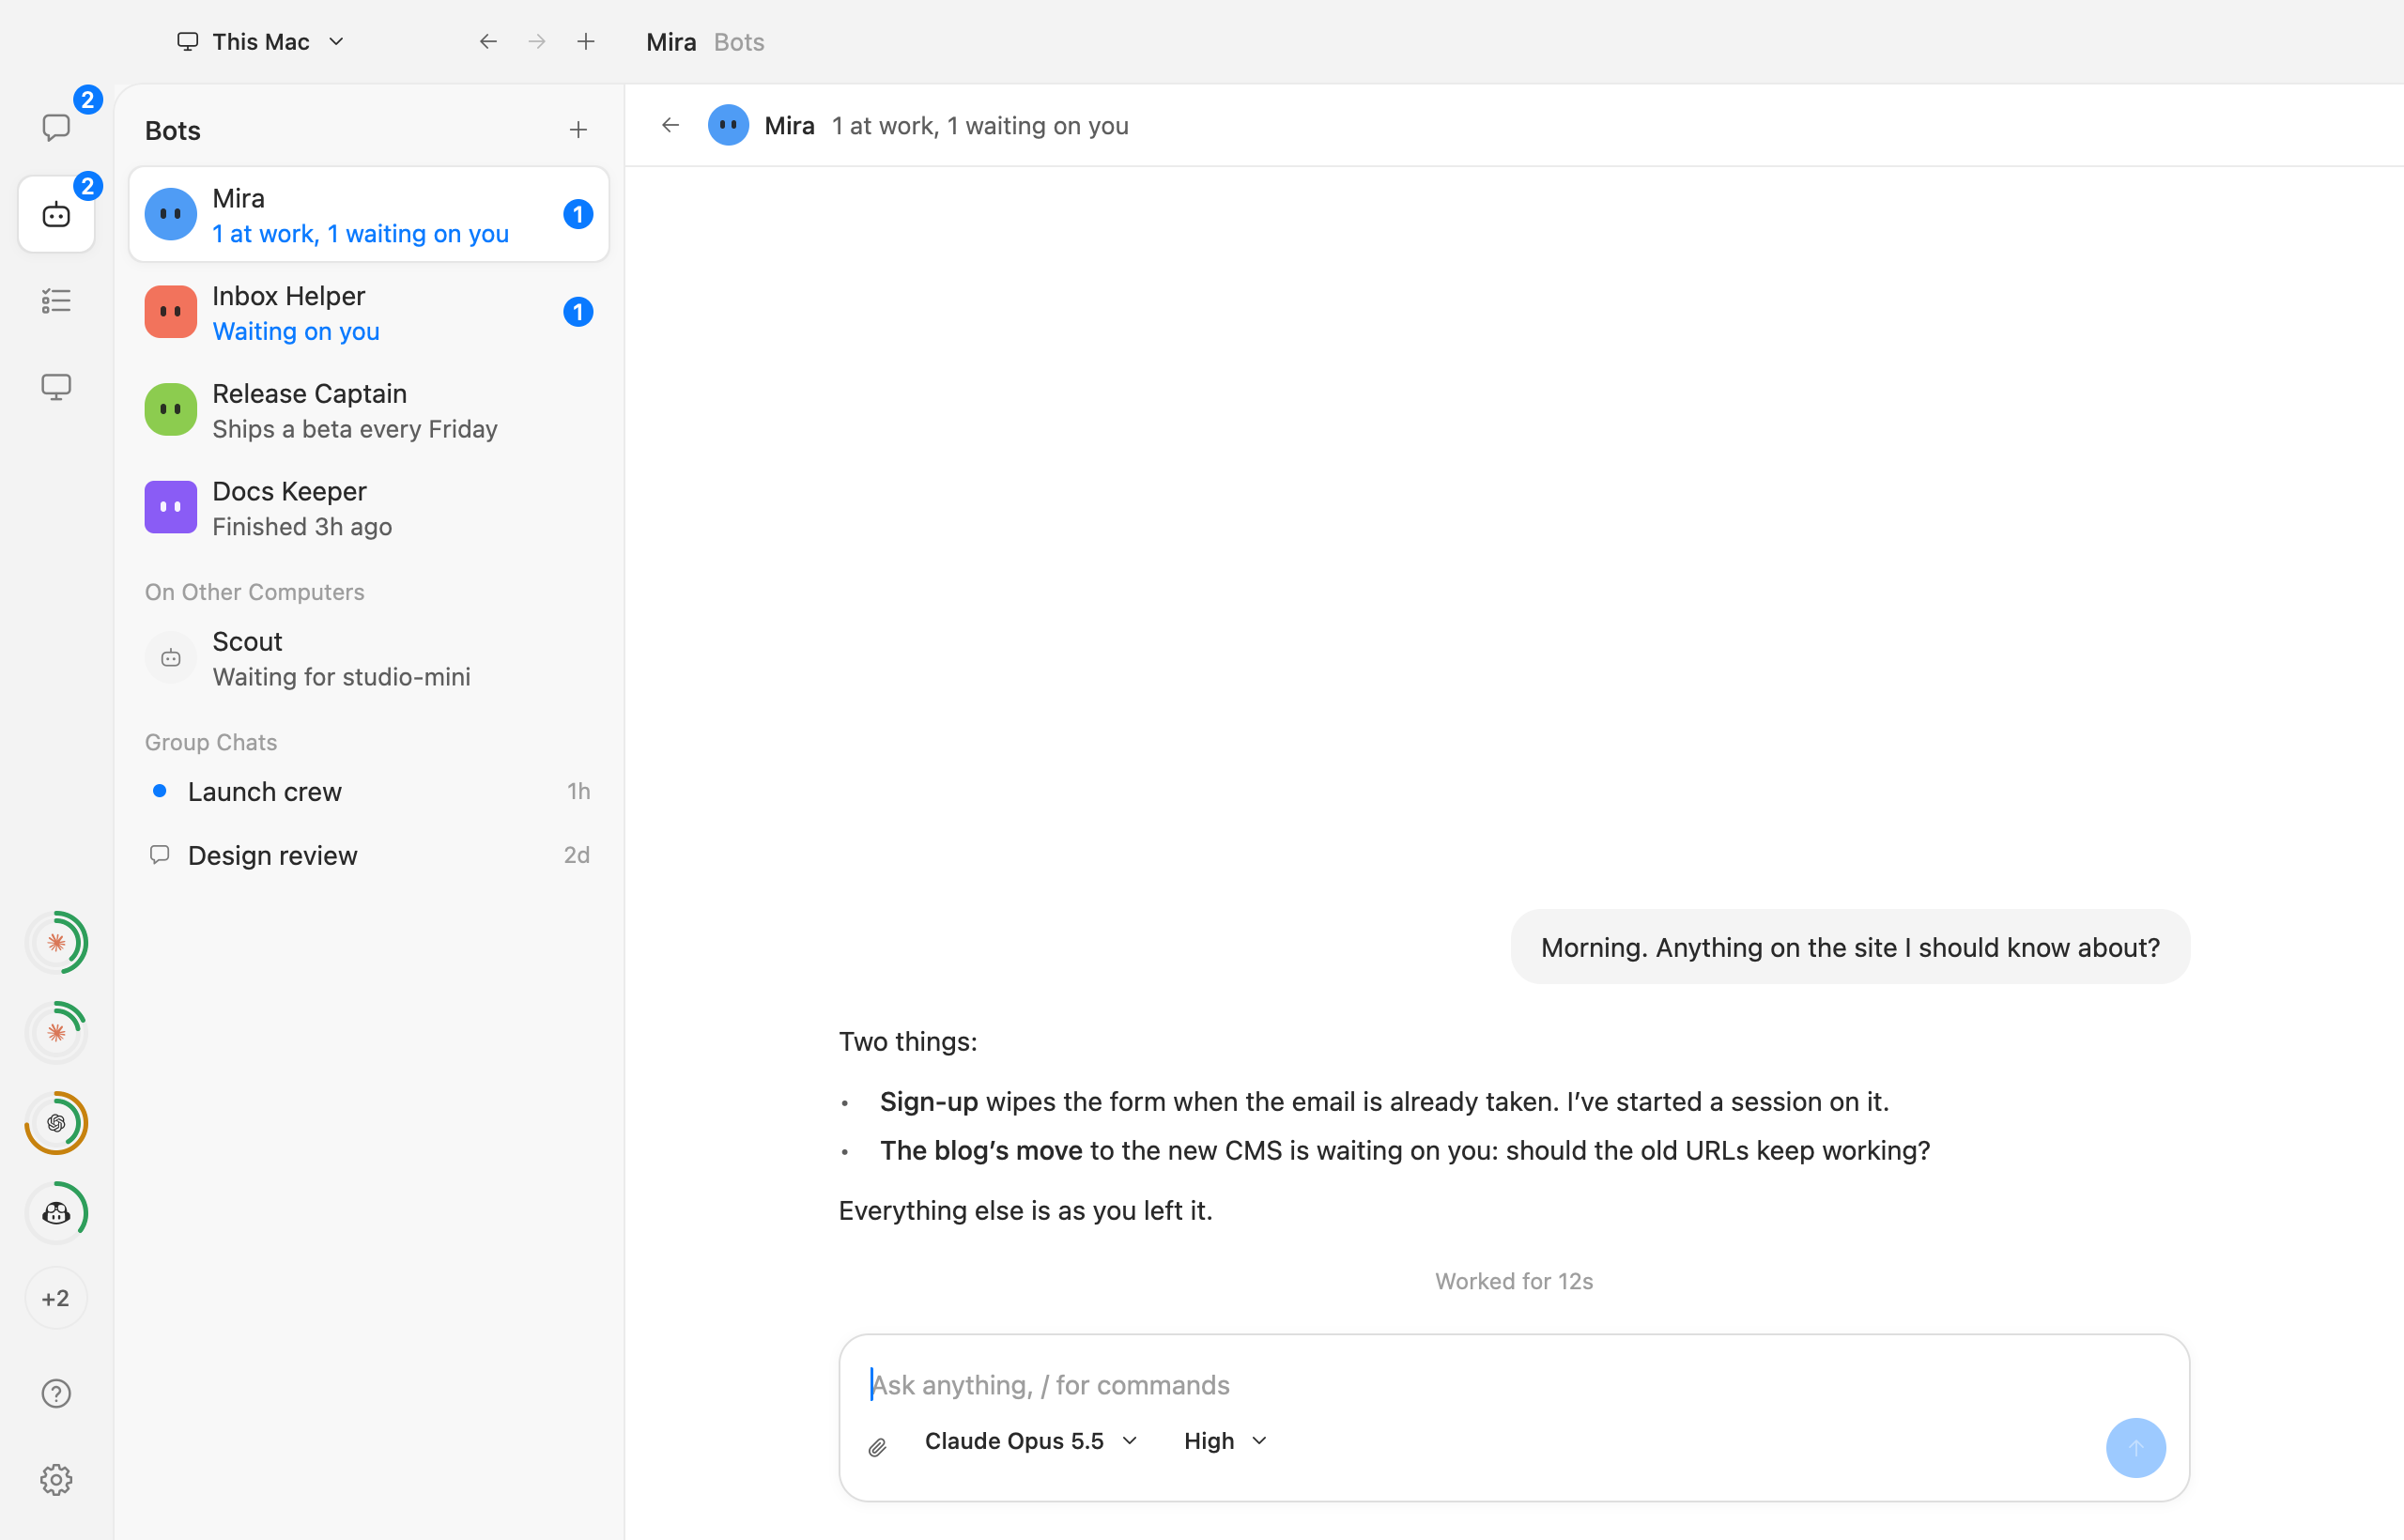 This Mac
Mira Bots
2
2
Bots
Mira
1 at work, 1 waiting on you
1
Inbox Helper
Waiting on you
1
Release Captain
Ships a beta every Friday
Docs Keeper
Finished 3h ago
On Other Computers
Scout
Waiting for studio-mini
Group Chats
Launch crew 1h
Design review 2d
+2
Mira 1 at work, 1 waiting on you
Morning. Anything on the site I should know about?
Two things:
• Sign-up wipes the form when the email is already taken. I’ve started a session on it.
• The blog’s move to the new CMS is waiting on you: should the old URLs keep working?
Everything else is as you left it.
Worked for 12s
Ask anything, / for commands
Claude Opus 5.5 High